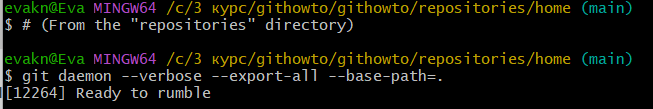 evakn@Eva MINGW64 /c/3 курс/githowto/githowto/repositories/home (main)
$ # (From the "repositories" directory)
evakn@Eva MINGW64 /c/3 курс/githowto/githowto/repositories/home (main)
$ git daemon --verbose --export-all --base-path=.
[12264] Ready to rumble